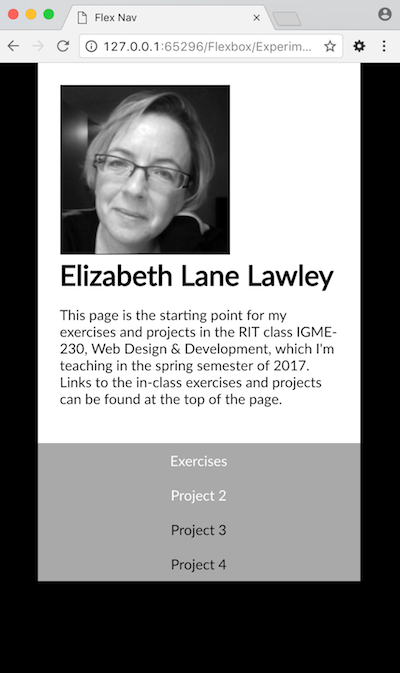 Flex Nav
127.0.0.1:65296/Flexbox/Experim...
Elizabeth Lane Lawley
This page is the starting point for my
exercises and projects in the RIT class IGME-
230, Web Design & Development, which I'm
teaching in the spring semester of 2017.
Links to the in-class exercises and projects
can be found at the top of the page.
Exercises
Project 2
Project 3
Project 4